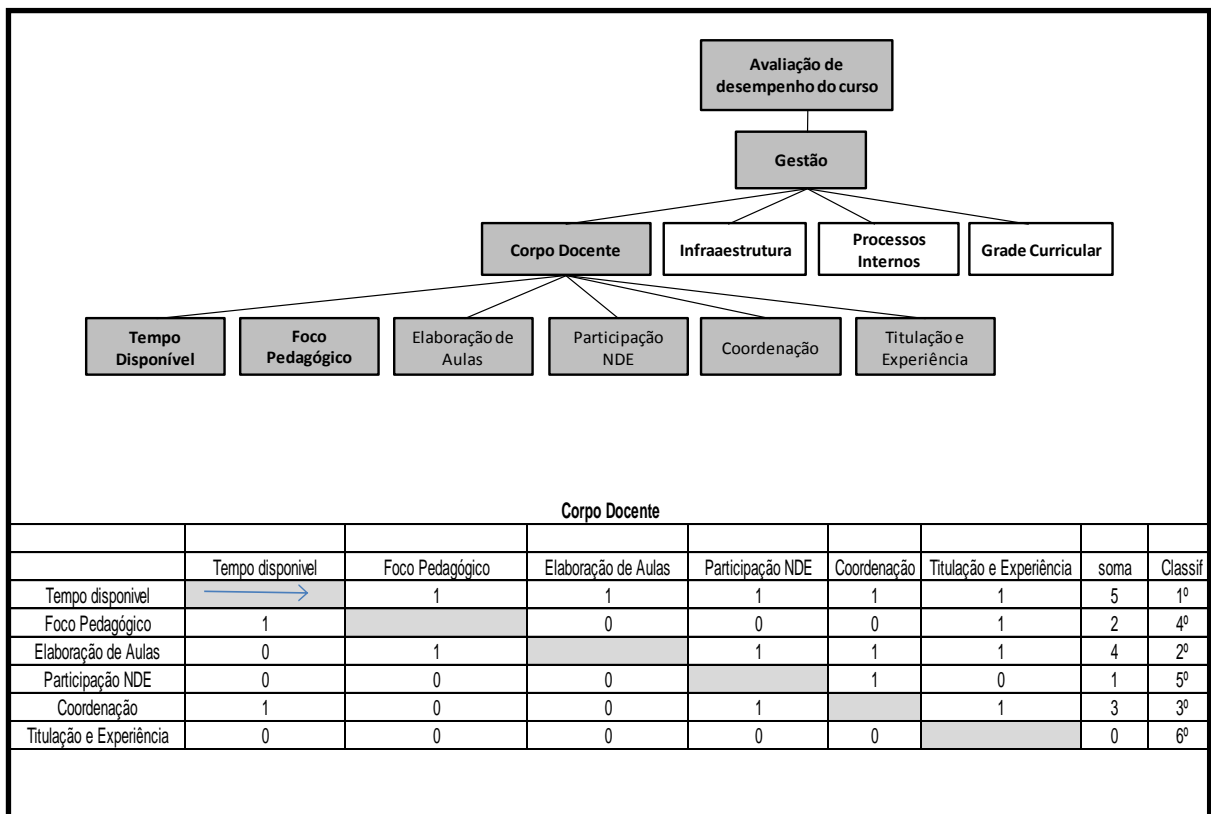 Avaliação de
desempenho do curso
Gestão
Corpo Docente
Infraaestrutura
Processos
Internos
Grade Curricular
Tempo
Disponível
Foco
Pedagógico
Elaboração de
Aulas
Participação
NDE
Coordenação
Titulação e
Experiência
Corpo Docente
Tempo disponivel Foco Pedagógico Elaboração de Aulas Participação NDE Coordenação Titulação e Experiência soma Classif
Tempo disponivel 1 1 1 1 1 5 1º
Foco Pedagógico 1 0 0 0 1 2 4º
Elaboração de Aulas 0 1 1 1 1 4 2º
Participação NDE 0 0 0 1 0 1 5º
Coordenação 1 0 0 1 1 3 3º
Titulação e Experiência 0 0 0 0 0 0 6º